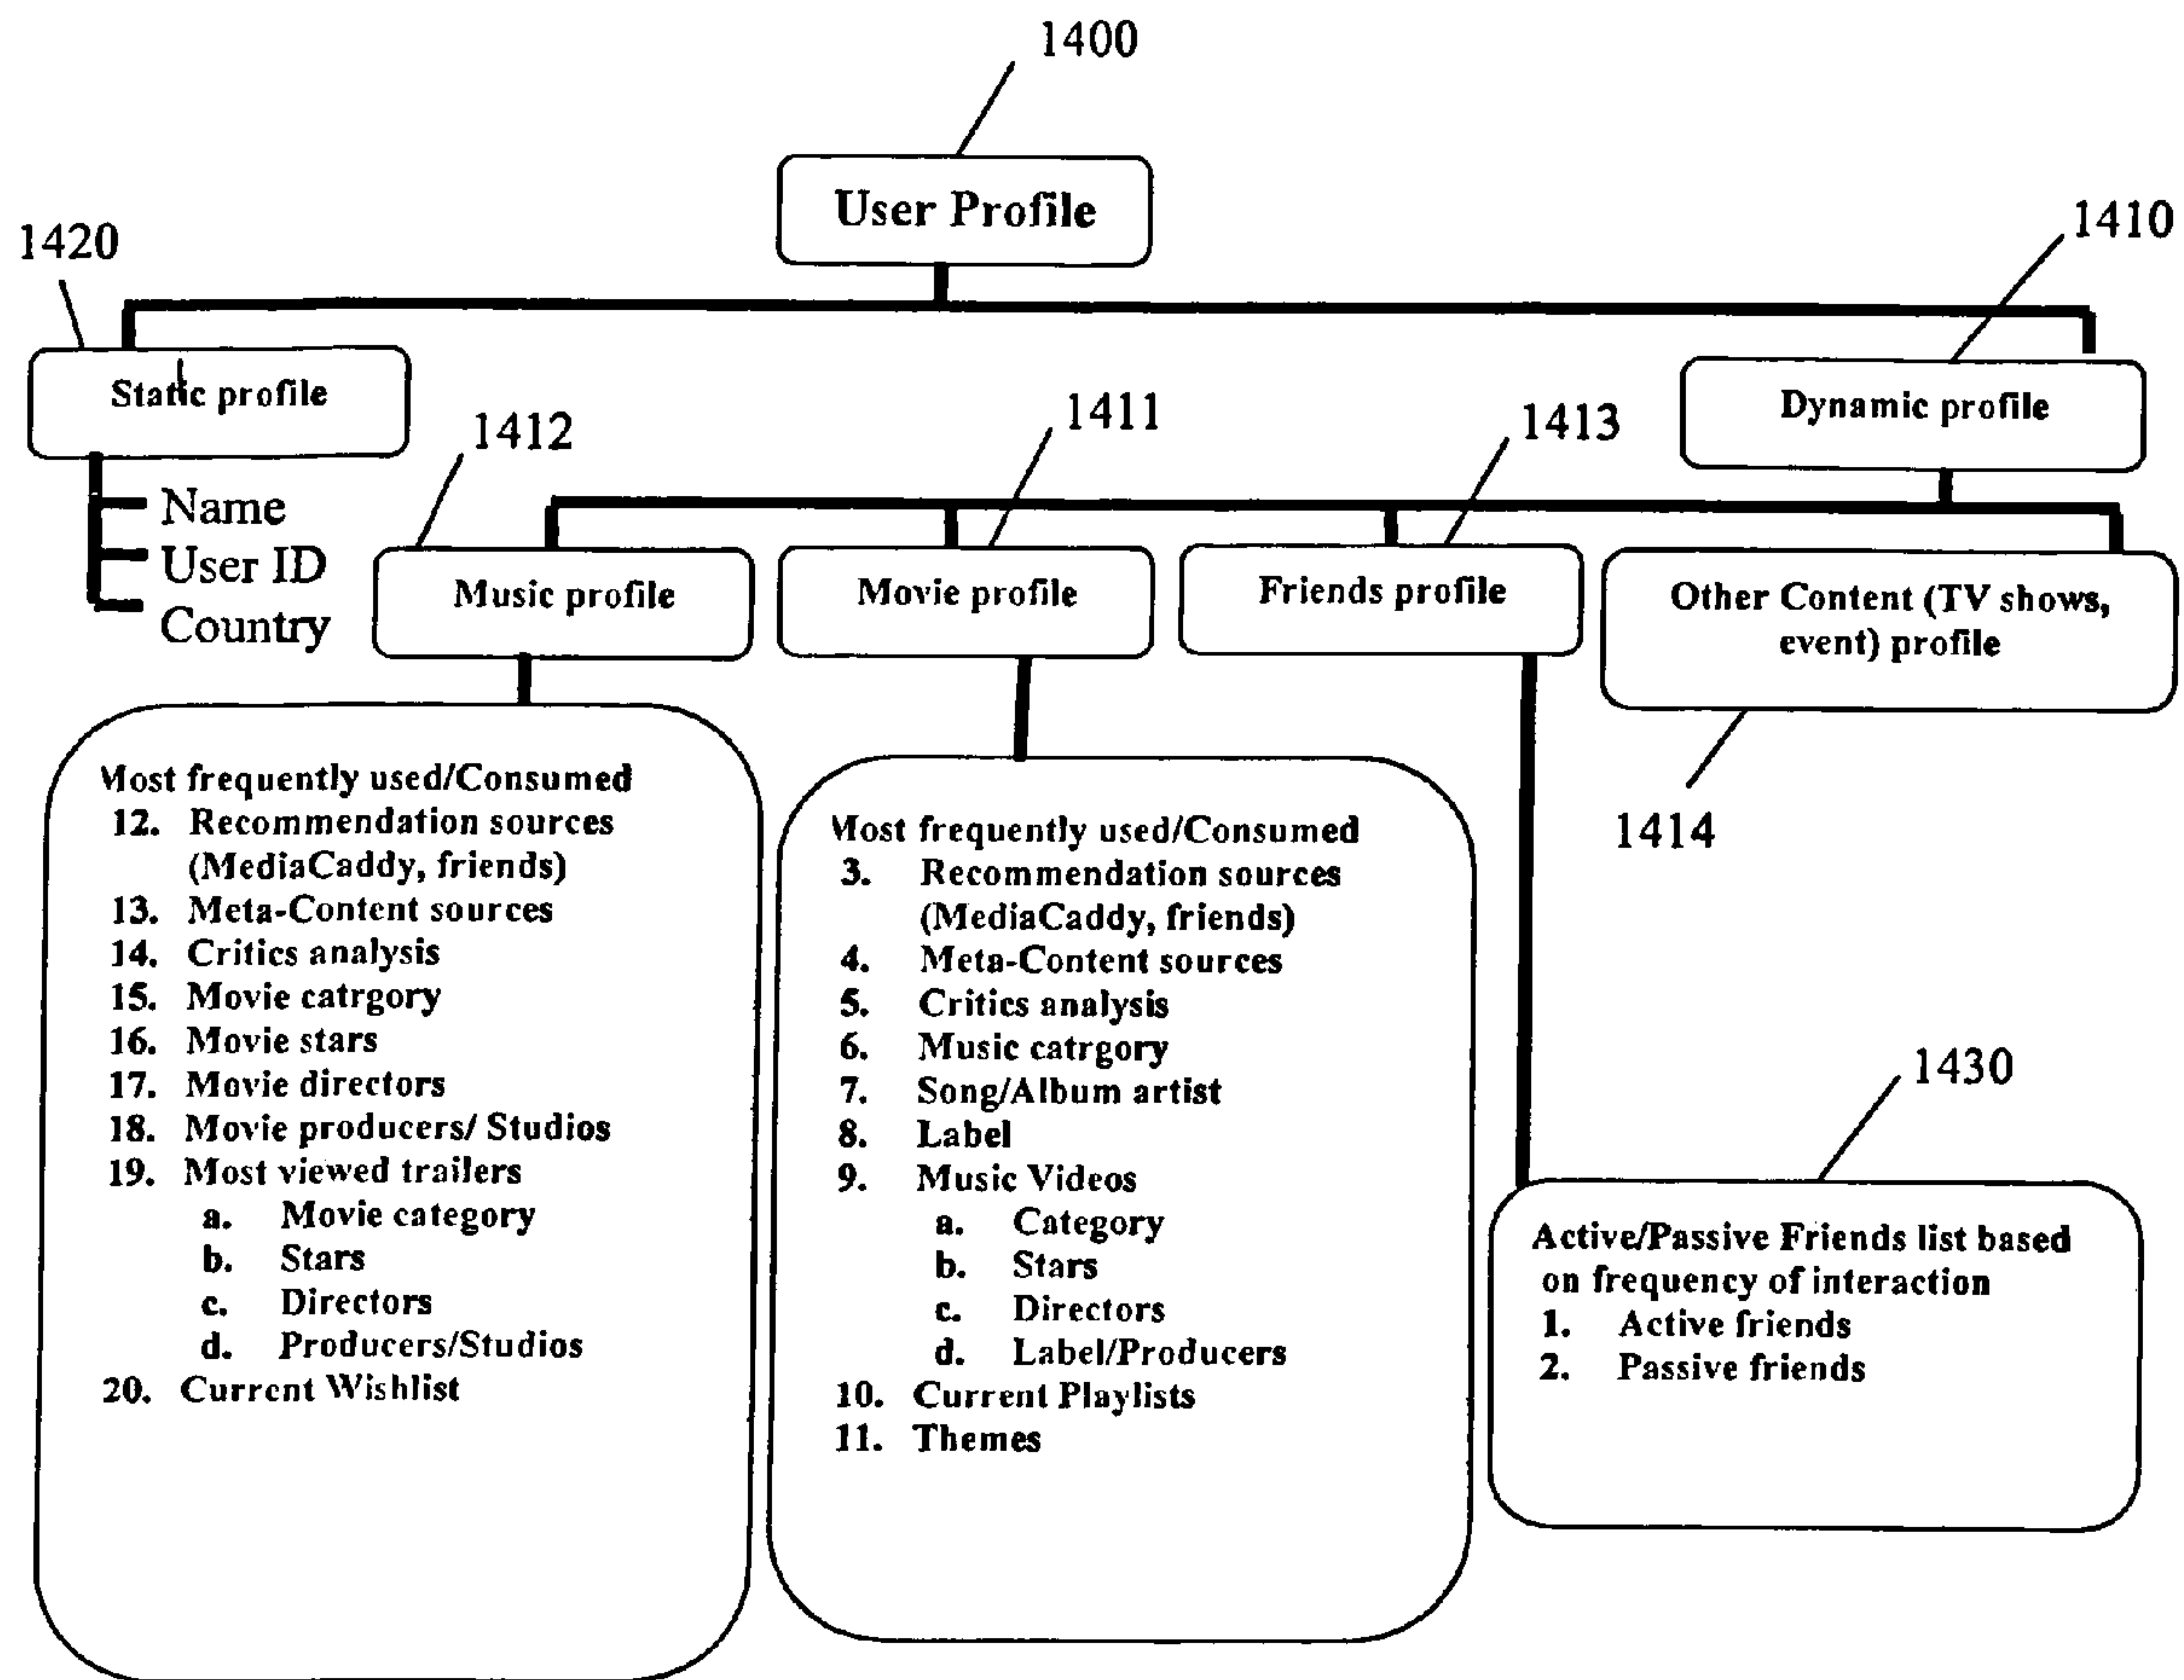 1400
User Profile
1420
1410
Static profile
Dynamic profile
1412
1411
1413
Name
User ID
Country
Music profile
Movie profile
Friends profile
Other Content (TV shows,
event) profile
1414
Most frequently used/Consumed
12. Recommendation sources
(MediaCaddy, friends)
13. Meta-Content sources
14. Critics analysis
15. Movie catrgory
16. Movie stars
17. Movie directors
18. Movie producers/ Studios
19. Most viewed trailers
a. Movie category
b. Stars
c. Directors
d. Producers/Studios
20. Current Wishlist
Most frequently used/Consumed
3. Recommendation sources
(MediaCaddy, friends)
4. Meta-Content sources
5. Critics analysis
6. Music catrgory
7. Song/Album artist
8. Label
9. Music Videos
a. Category
b. Stars
c. Directors
d. Label/Producers
10. Current Playlists
11. Themes
1430
Active/Passive Friends list based
on frequency of interaction
1. Active friends
2. Passive friends